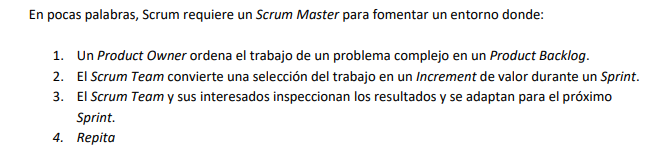 En pocas palabras, Scrum requiere un Scrum Master para fomentar un entorno donde:
1. Un Product Owner ordena el trabajo de un problema complejo en un Product Backlog.
2. El Scrum Team convierte una selección del trabajo en un Increment de valor durante un Sprint.
3. El Scrum Team y sus interesados inspeccionan los resultados y se adaptan para el próximo
Sprint.
4. Repita